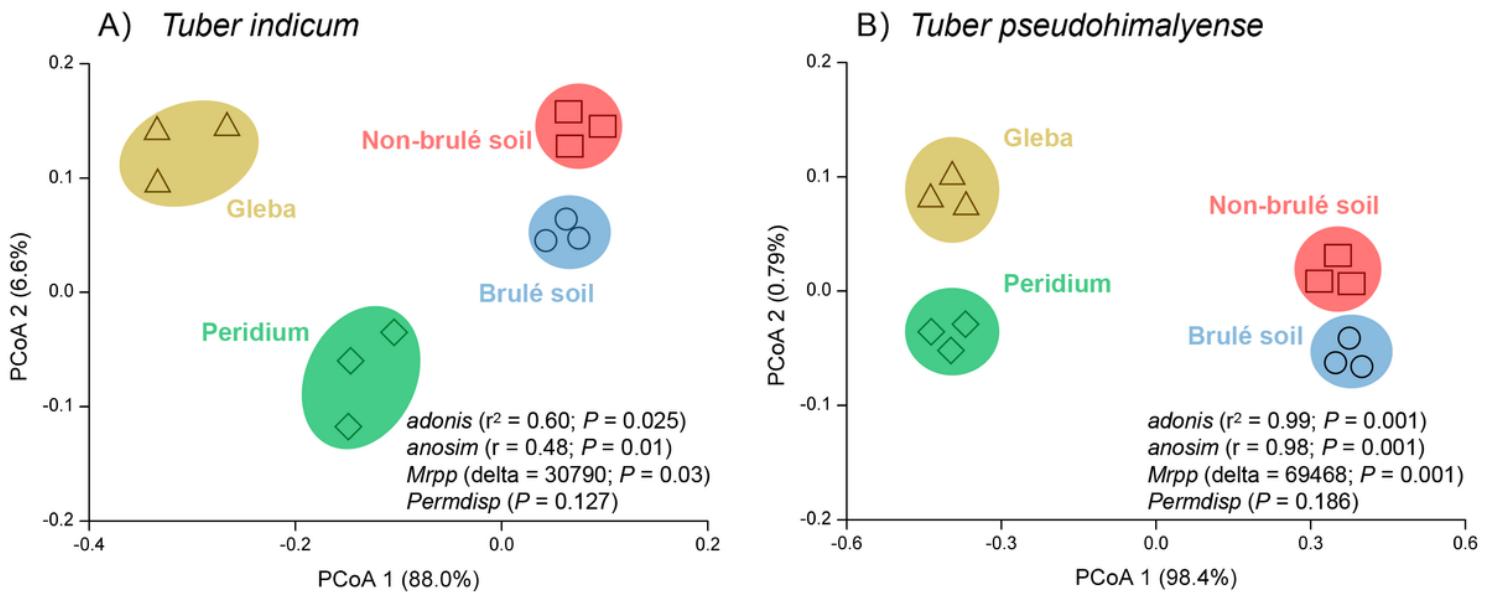 A) Tuber indicum
0.2
0.1
0.0
-0.1
-0.2
PCoA 2 (6.6%)
Non-brulé soil
Gleba
Brulé soil
Peridium
adonis (r² = 0.60; P = 0.025)
anosim (r = 0.48; P = 0.01)
Mrpp (delta = 30790; P = 0.03)
Permdisp (P = 0.127)
-0.4 -0.2 0.0 0.2
PCoA 1 (88.0%)
B) Tuber pseudohimalyense
0.2
0.1
0.0
-0.1
-0.2
PCoA 2 (0.79%)
Gleba
Non-brulé soil
Peridium
Brulé soil
adonis (r² = 0.99; P = 0.001)
anosim (r = 0.98; P = 0.001)
Mrpp (delta = 69468; P = 0.001)
Permdisp (P = 0.186)
-0.6 -0.3 0.0 0.3 0.6
PCoA 1 (98.4%)